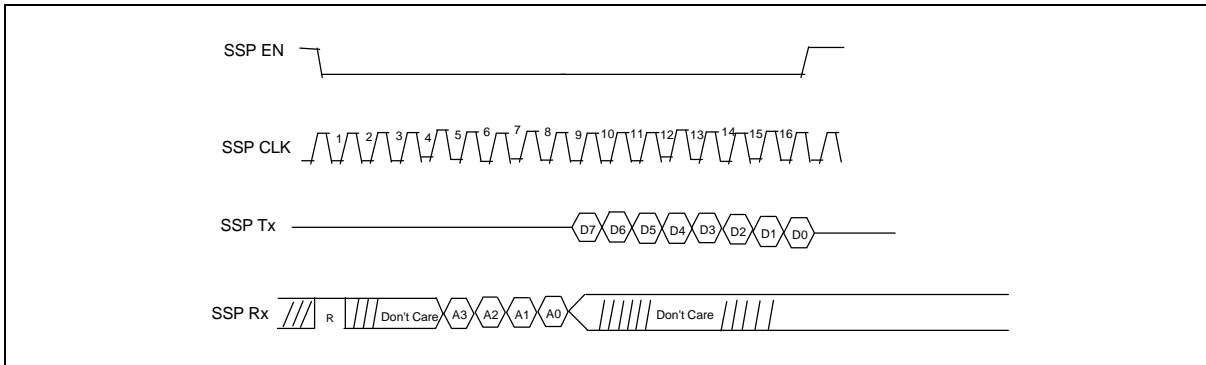 SSP EN
SSP CLK 1 2 3 4 5 6 7 8 9 10 11 12 13 14 15 16
SSP Tx D7 D6 D5 D4 D3 D2 D1 D0
SSP Rx R Don't Care A3 A2 A1 A0 Don't Care